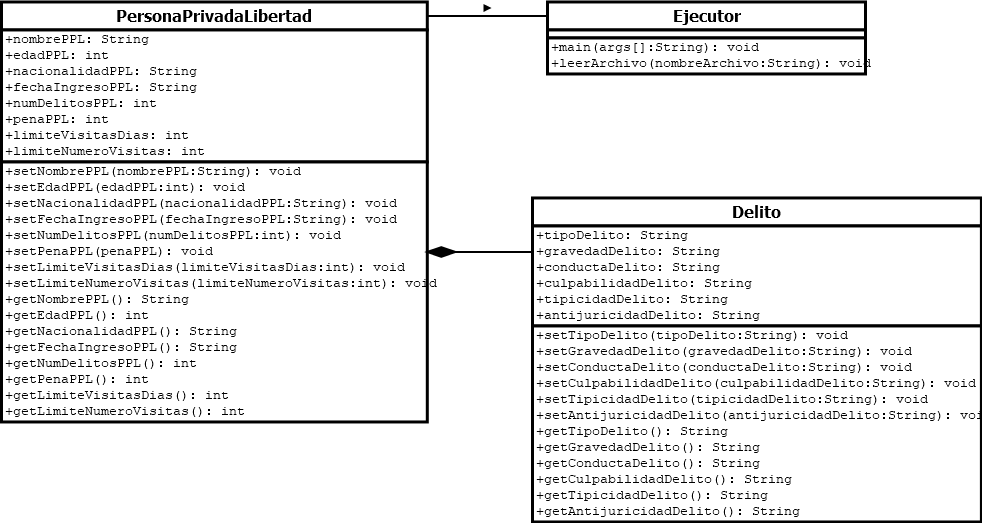 PersonaPrivadaLibertad
+nombrePPL: String
+edadPPL: int
+nacionalidadPPL: String
+fechaIngresoPPL: String
+numDelitosPPL: int
+penaPPL: int
+limiteVisitasDias: int
+limiteNumeroVisitas: int
+setNombrePPL(nombrePPL:String): void
+setEdadPPL(edadPPL:int): void
+setNacionalidadPPL(nacionalidadPPL:String): void
+setFechaIngresoPPL(fechaIngresoPPL:String): void
+setNumDelitosPPL(numDelitosPPL:int): void
+setPenaPPL(penaPPL): void
+setLimiteVisitasDias(limiteVisitasDias:int): void
+setLimiteNumeroVisitas(limiteNumeroVisitas:int): void
+getNombrePPL(): String
+getEdadPPL(): int
+getNacionalidadPPL(): String
+getFechaIngresoPPL(): String
+getNumDelitosPPL(): int
+getPenaPPL(): int
+getLimiteVisitasDias(): int
+getLimiteNumeroVisitas(): int
Ejecutor
+main(args[]:String): void
+leerArchivo(nombreArchivo:String): void
Delito
+tipoDelito: String
+gravedadDelito: String
+conductaDelito: String
+culpabilidadDelito: String
+tipicidadDelito: String
+antijuricidadDelito: String
+setTipoDelito(tipoDelito:String): void
+setGravedadDelito(gravedadDelito:String): void
+setConductaDelito(conductaDelito:String): void
+setCulpabilidadDelito(culpabilidadDelito:String): void
+setTipicidadDelito(tipicidadDelito:String): void
+setAntijuricidadDelito(antijuricidadDelito:String): voi
+getTipoDelito(): String
+getGravedadDelito(): String
+getConductaDelito(): String
+getCulpabilidadDelito(): String
+getTipicidadDelito(): String
+getAntijuricidadDelito(): String